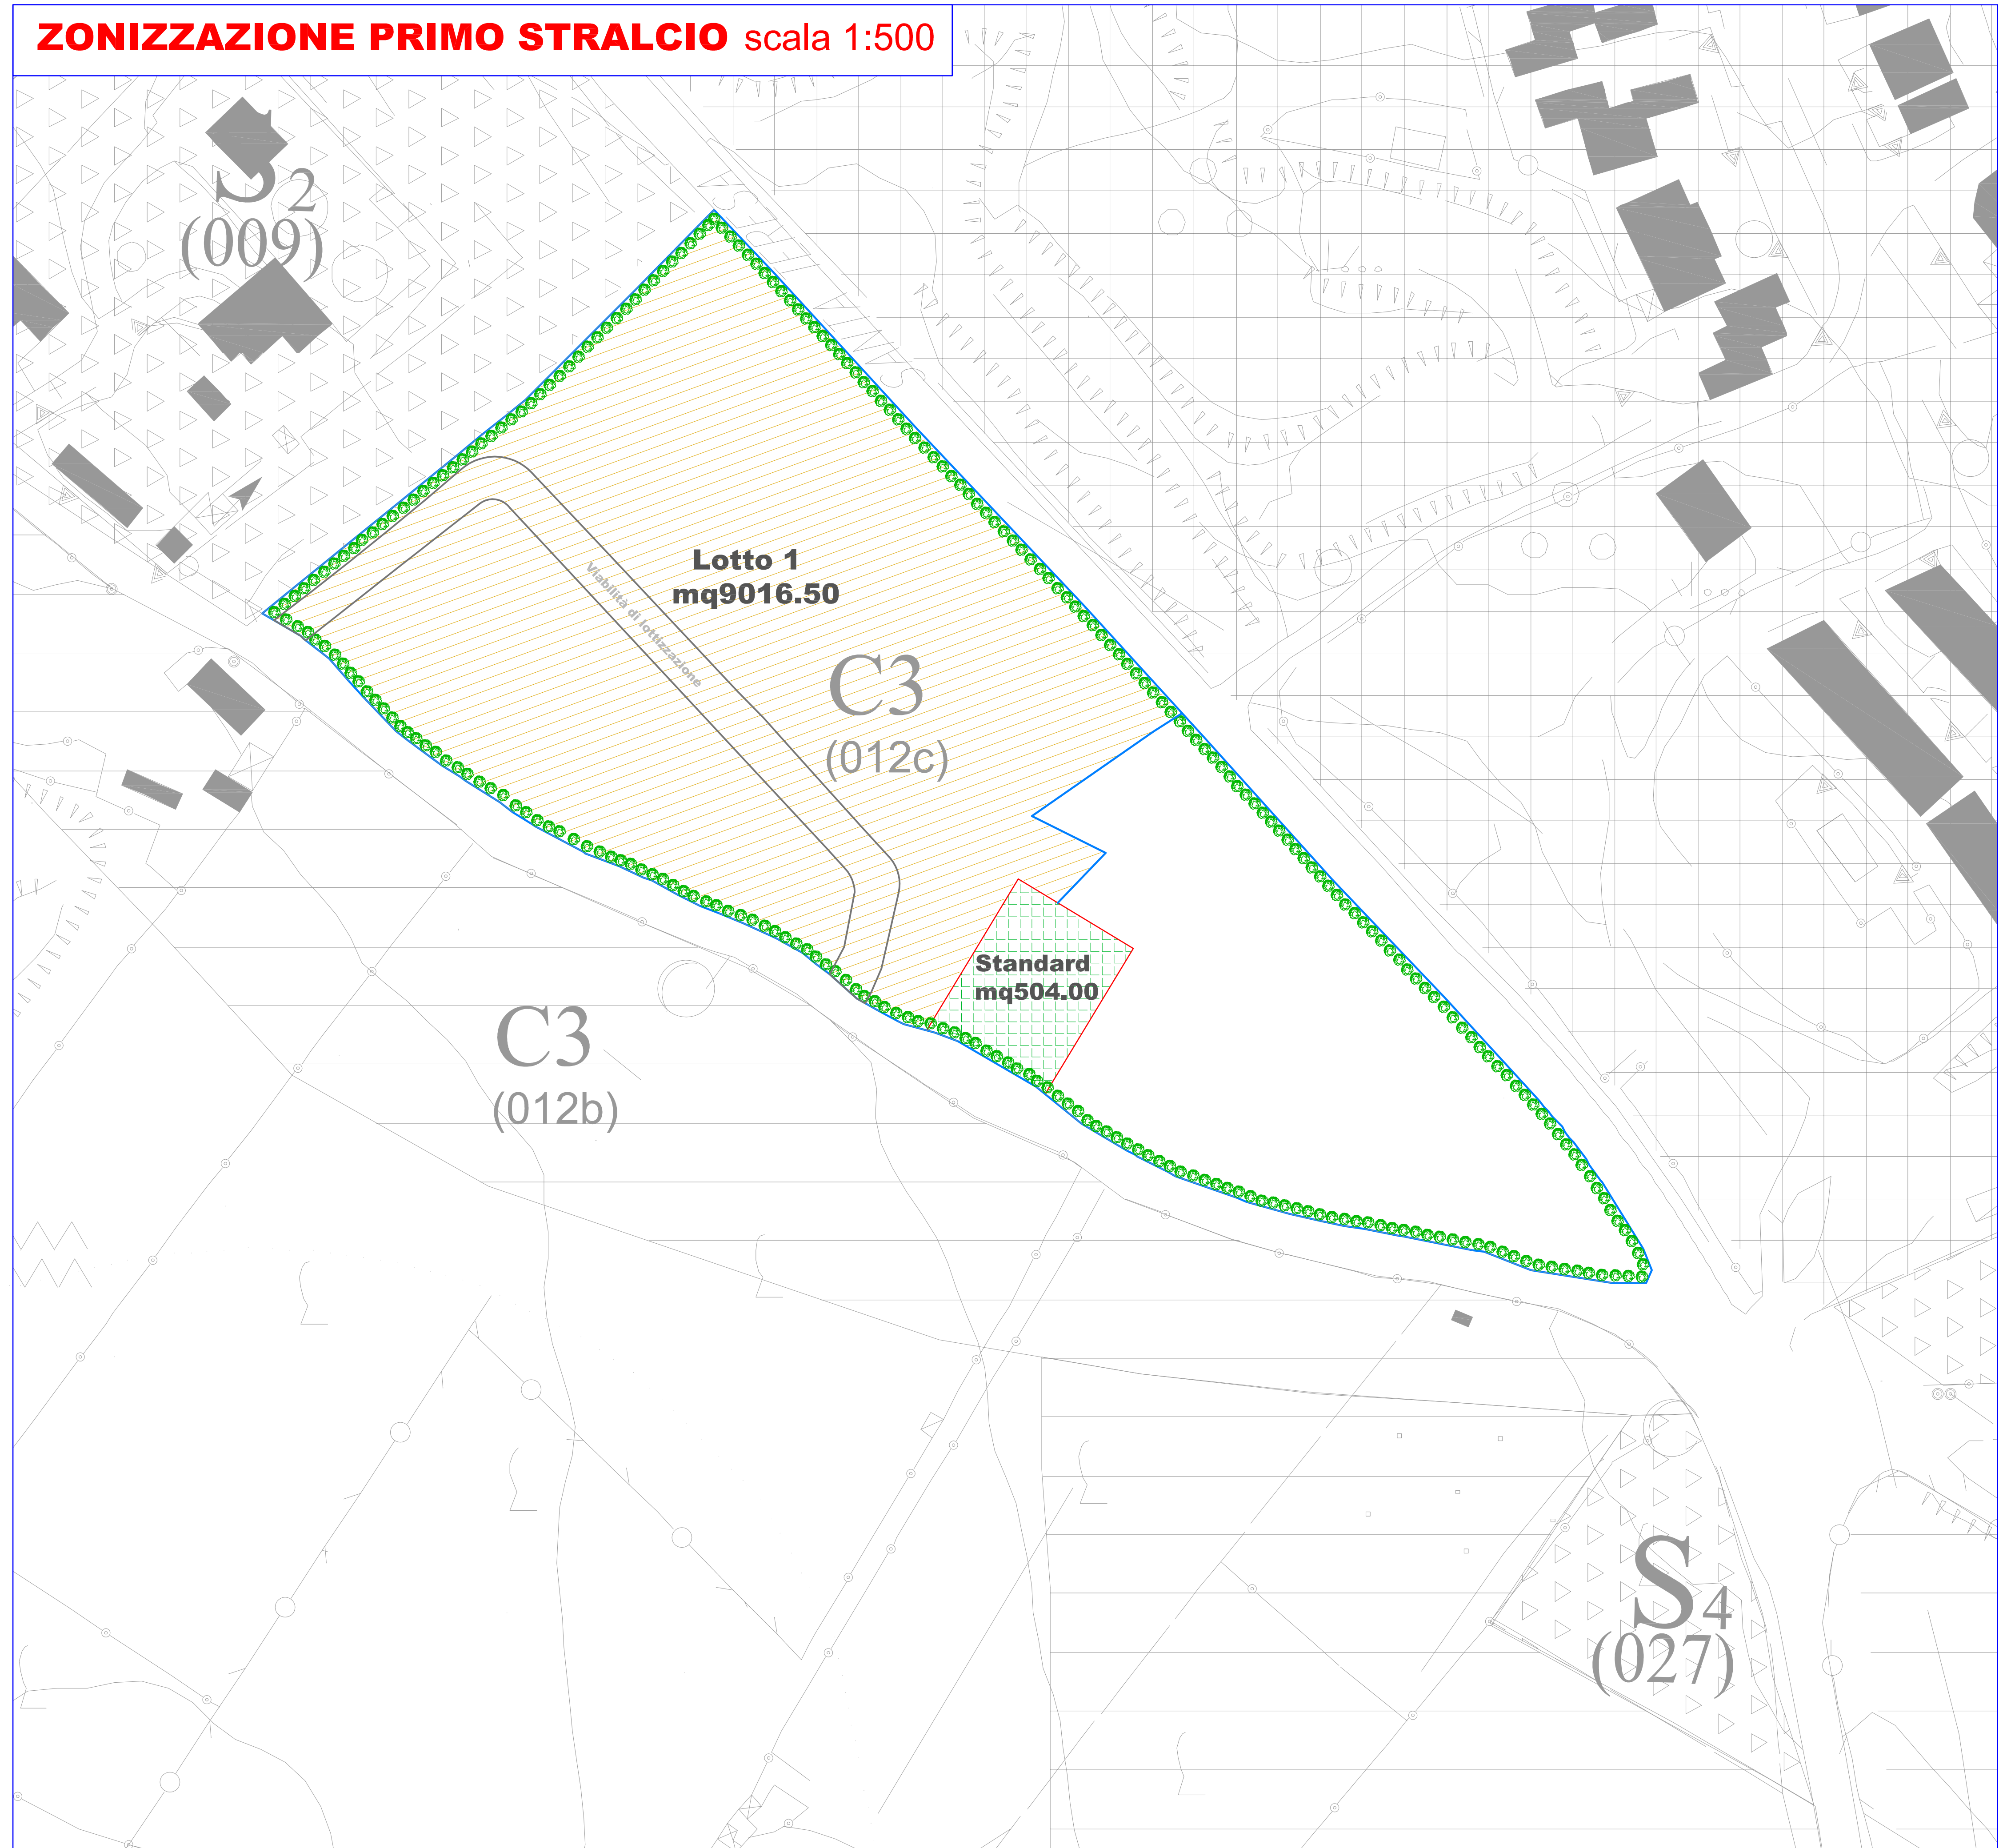 ZONIZZAZIONE PRIMO STRALCIO scala 1:500
S2
(009)
Lotto 1
mq9016.50
Viabilità di lottizzazione
C3
(012c)
Standard
mq504.00
C3
(012b)
S4
(027)